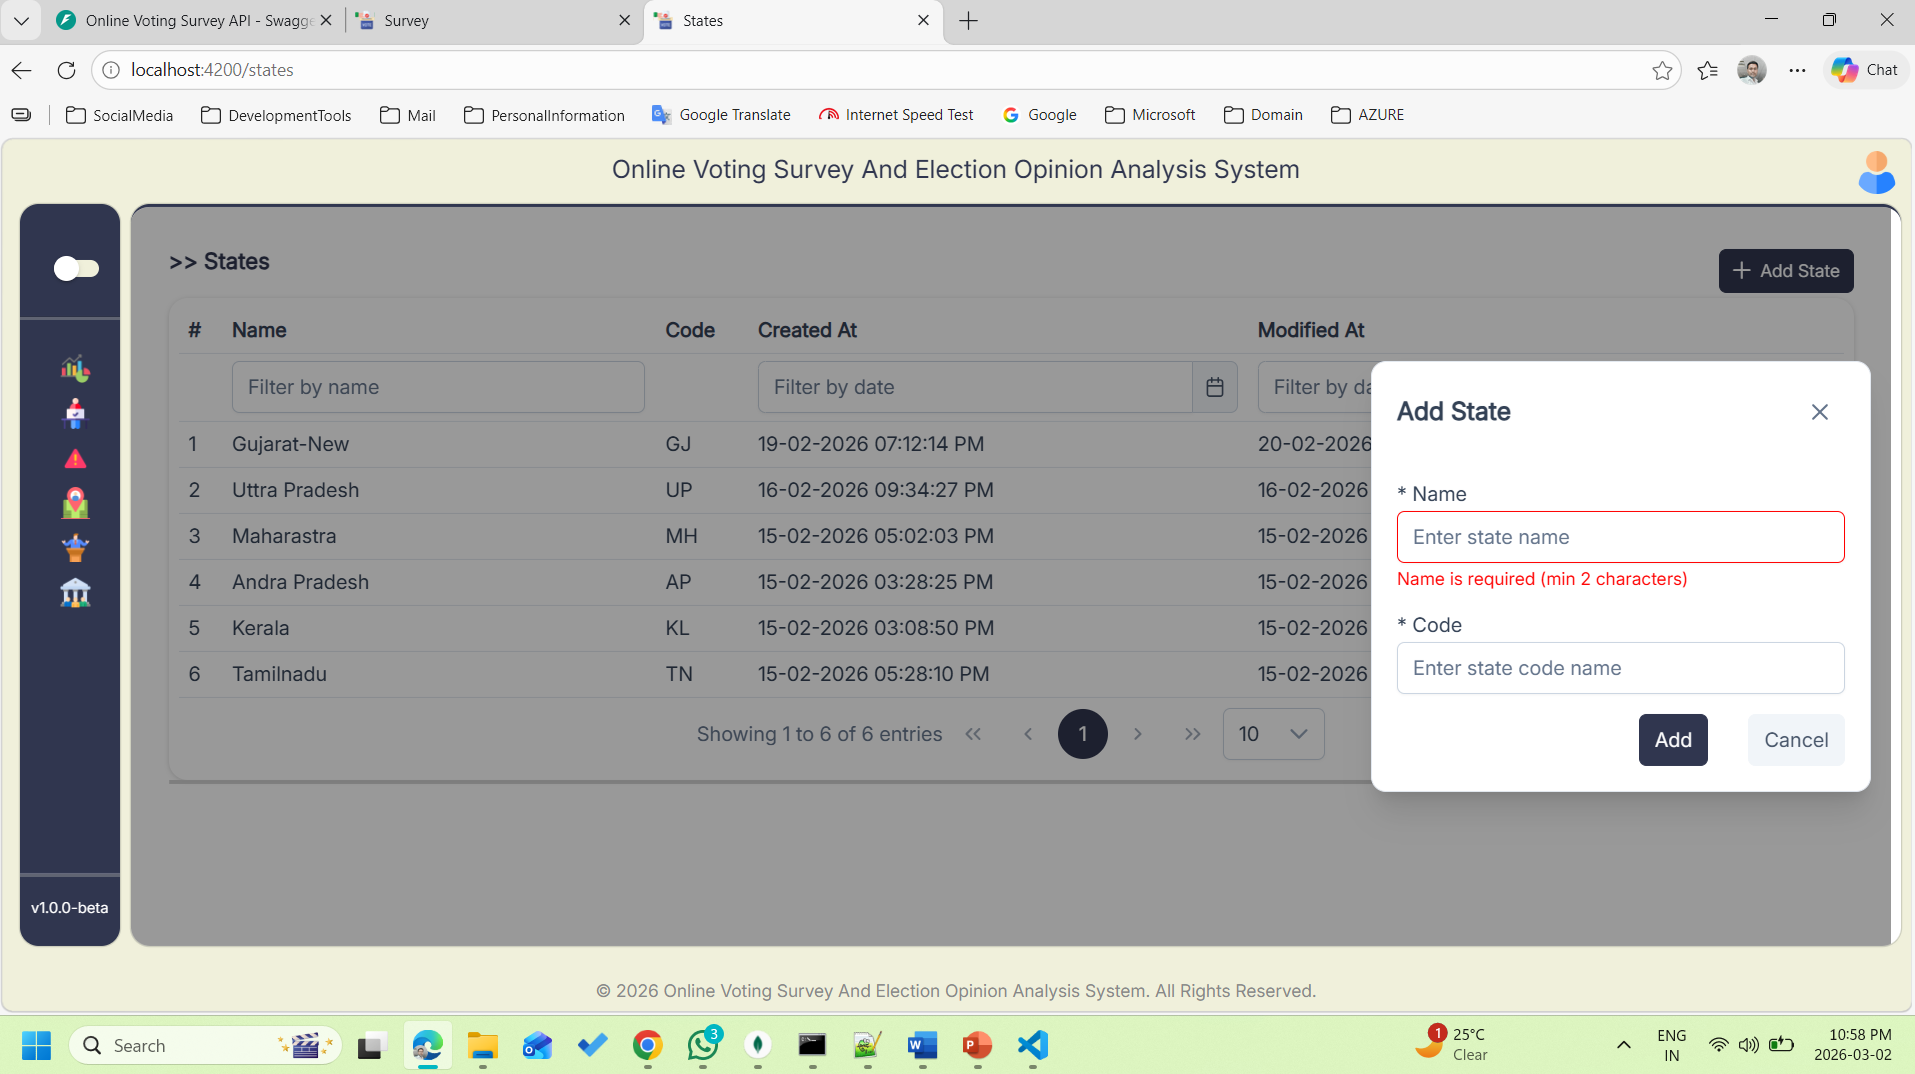 Online Voting Survey API - Swagge
Survey
States
localhost:4200/states
Chat
SocialMedia
DevelopmentTools
Mail
PersonalInformation
Google Translate
Internet Speed Test
Google
Microsoft
Domain
AZURE
Online Voting Survey And Election Opinion Analysis System
>> States
+ Add State
# Name Code Created At Modified At
Filter by name
Filter by date
Filter by da
1 Gujarat-New GJ 19-02-2026 07:12:14 PM 20-02-2026
2 Uttra Pradesh UP 16-02-2026 09:34:27 PM 16-02-2026
3 Maharastra MH 15-02-2026 05:02:03 PM 15-02-2026
4 Andra Pradesh AP 15-02-2026 03:28:25 PM 15-02-2026
5 Kerala KL 15-02-2026 03:08:50 PM 15-02-2026
6 Tamilnadu TN 15-02-2026 05:28:10 PM 15-02-2026
Showing 1 to 6 of 6 entries « ‹ 1 › » 10
Add State
* Name
Enter state name
Name is required (min 2 characters)
* Code
Enter state code name
Add
Cancel
v1.0.0-beta
© 2026 Online Voting Survey And Election Opinion Analysis System. All Rights Reserved.
Search
3
1
25°C
Clear
ENG
IN
10:58 PM
2026-03-02